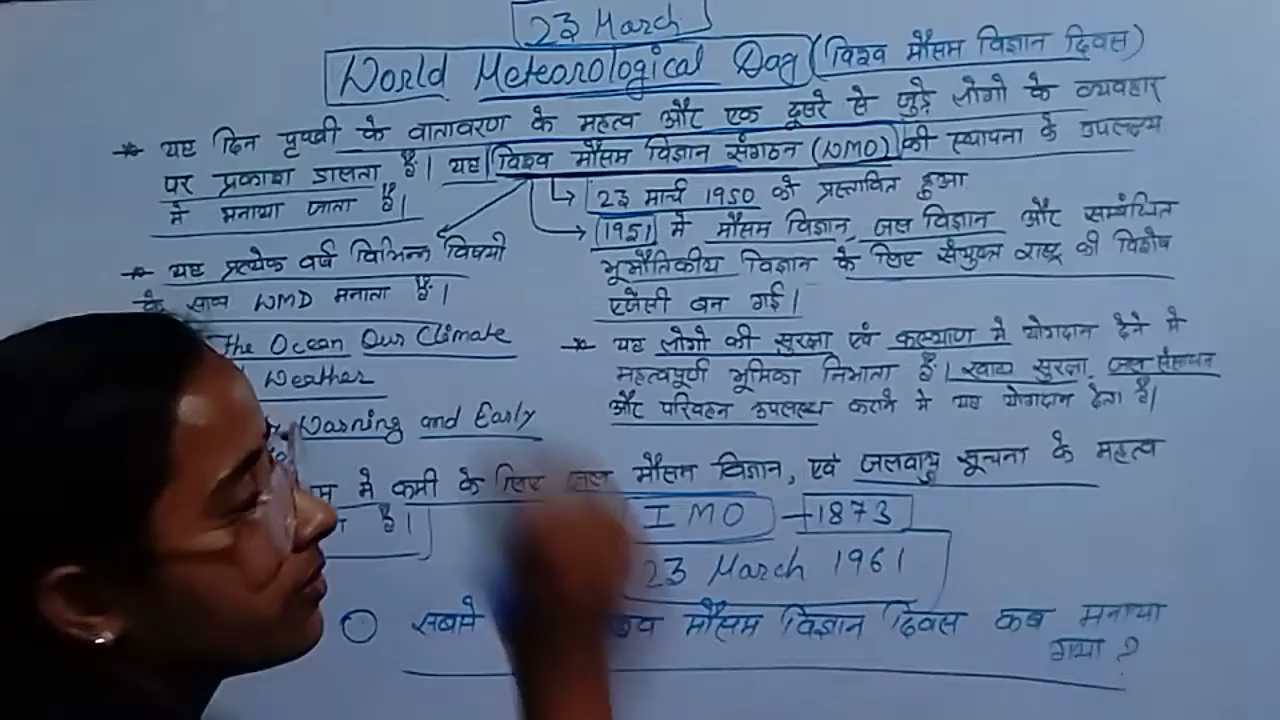 23 March
World Meteorological Day (विश्व मौसम विज्ञान दिवस)
→ यह दिन पृथ्वी के वातावरण के महत्व और एक दूसरे से जुड़े लोगो के व्यवहार
पर प्रकाश डालता है। यह विश्व मौसम विज्ञान संगठन (WMO) की स्थापना के उपलक्ष्य
मे मनाया जाता है।
→ 23 मार्च 1950 को प्रस्तावित हुआ
→ 1951 में मौसम विज्ञान, जल विज्ञान और सम्बंधित
भूभौतिकीय विज्ञान के लिए संयुक्त राष्ट्र की विशेष
एजेंसी बन गई।
→ यह प्रत्येक वर्ष विभिन्न विषयो
के साथ WMD मनाता है।
The Ocean Our Climate
Weather
Warning and Early
→ यह लोगो की सुरक्षा एवं कल्याण मे योगदान देने मे
महत्वपूर्ण भूमिका निभाता है। खाद्य सुरक्षा, जल संसाधन
और परिवहन उपलब्ध कराने मे यह योगदान देता है।
मे कमी के लिए जल मौसम विज्ञान, एवं जलवायु सूचना के महत्व
है।
IMO – 1873
23 March 1961
सबसे मौसम विज्ञान दिवस कब मनाया
गया ?